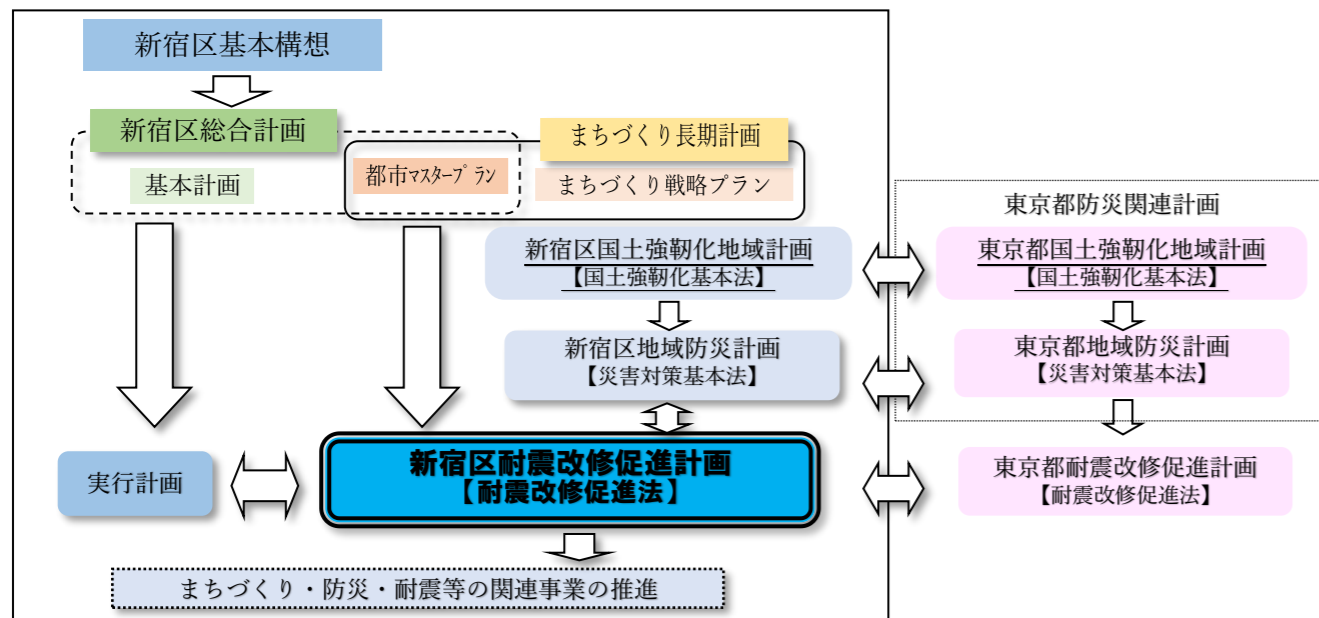 新宿区基本構想
新宿区総合計画
まちづくり長期計画
基本計画
都市ﾏｽﾀｰﾌﾟﾗﾝ
まちづくり戦略プラン
東京都防災関連計画
新宿区国土強靭化地域計画
【国土強靭化基本法】
東京都国土強靭化地域計画
【国土強靭化基本法】
新宿区地域防災計画
【災害対策基本法】
東京都地域防災計画
【災害対策基本法】
実行計画
新宿区耐震改修促進計画
【耐震改修促進法】
東京都耐震改修促進計画
【耐震改修促進法】
まちづくり・防災・耐震等の関連事業の推進